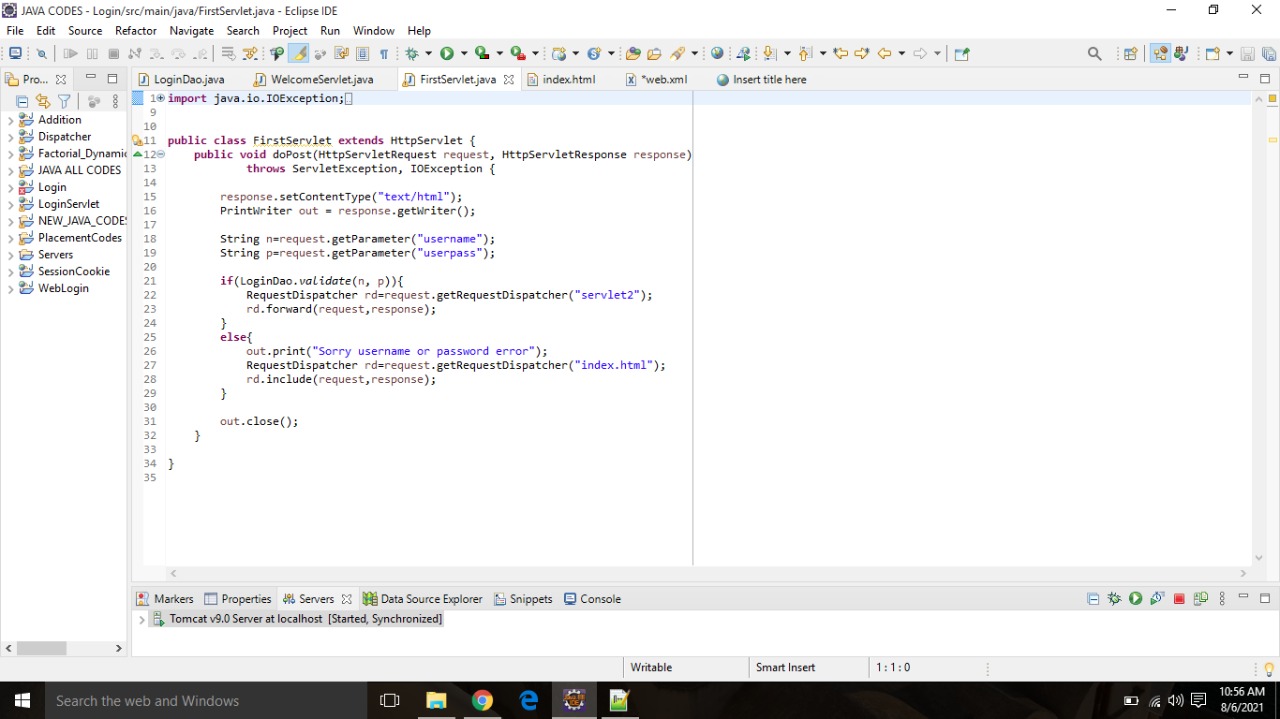 JAVA CODES - Login/src/main/java/FirstServlet.java - Eclipse IDE
File Edit Source Refactor Navigate Search Project Run Window Help
Pro... LoginDao.java WelcomeServlet.java FirstServlet.java index.html *web.xml Insert title here
Addition
Dispatcher
Factorial_Dynamic
JAVA ALL CODES
Login
LoginServlet
NEW_JAVA_CODES
PlacementCodes
Servers
SessionCookie
WebLogin
1 import java.io.IOException;
9
10
11 public class FirstServlet extends HttpServlet {
12 public void doPost(HttpServletRequest request, HttpServletResponse response)
13 throws ServletException, IOException {
14
15 response.setContentType("text/html");
16 PrintWriter out = response.getWriter();
17
18 String n=request.getParameter("username");
19 String p=request.getParameter("userpass");
20
21 if(LoginDao.validate(n, p)){
22 RequestDispatcher rd=request.getRequestDispatcher("servlet2");
23 rd.forward(request,response);
24 }
25 else{
26 out.print("Sorry username or password error");
27 RequestDispatcher rd=request.getRequestDispatcher("index.html");
28 rd.include(request,response);
29 }
30
31 out.close();
32 }
33
34 }
35
Markers Properties Servers Data Source Explorer Snippets Console
Tomcat v9.0 Server at localhost [Started, Synchronized]
Writable Smart Insert 1 : 1 : 0
Search the web and Windows
10:56 AM
8/6/2021